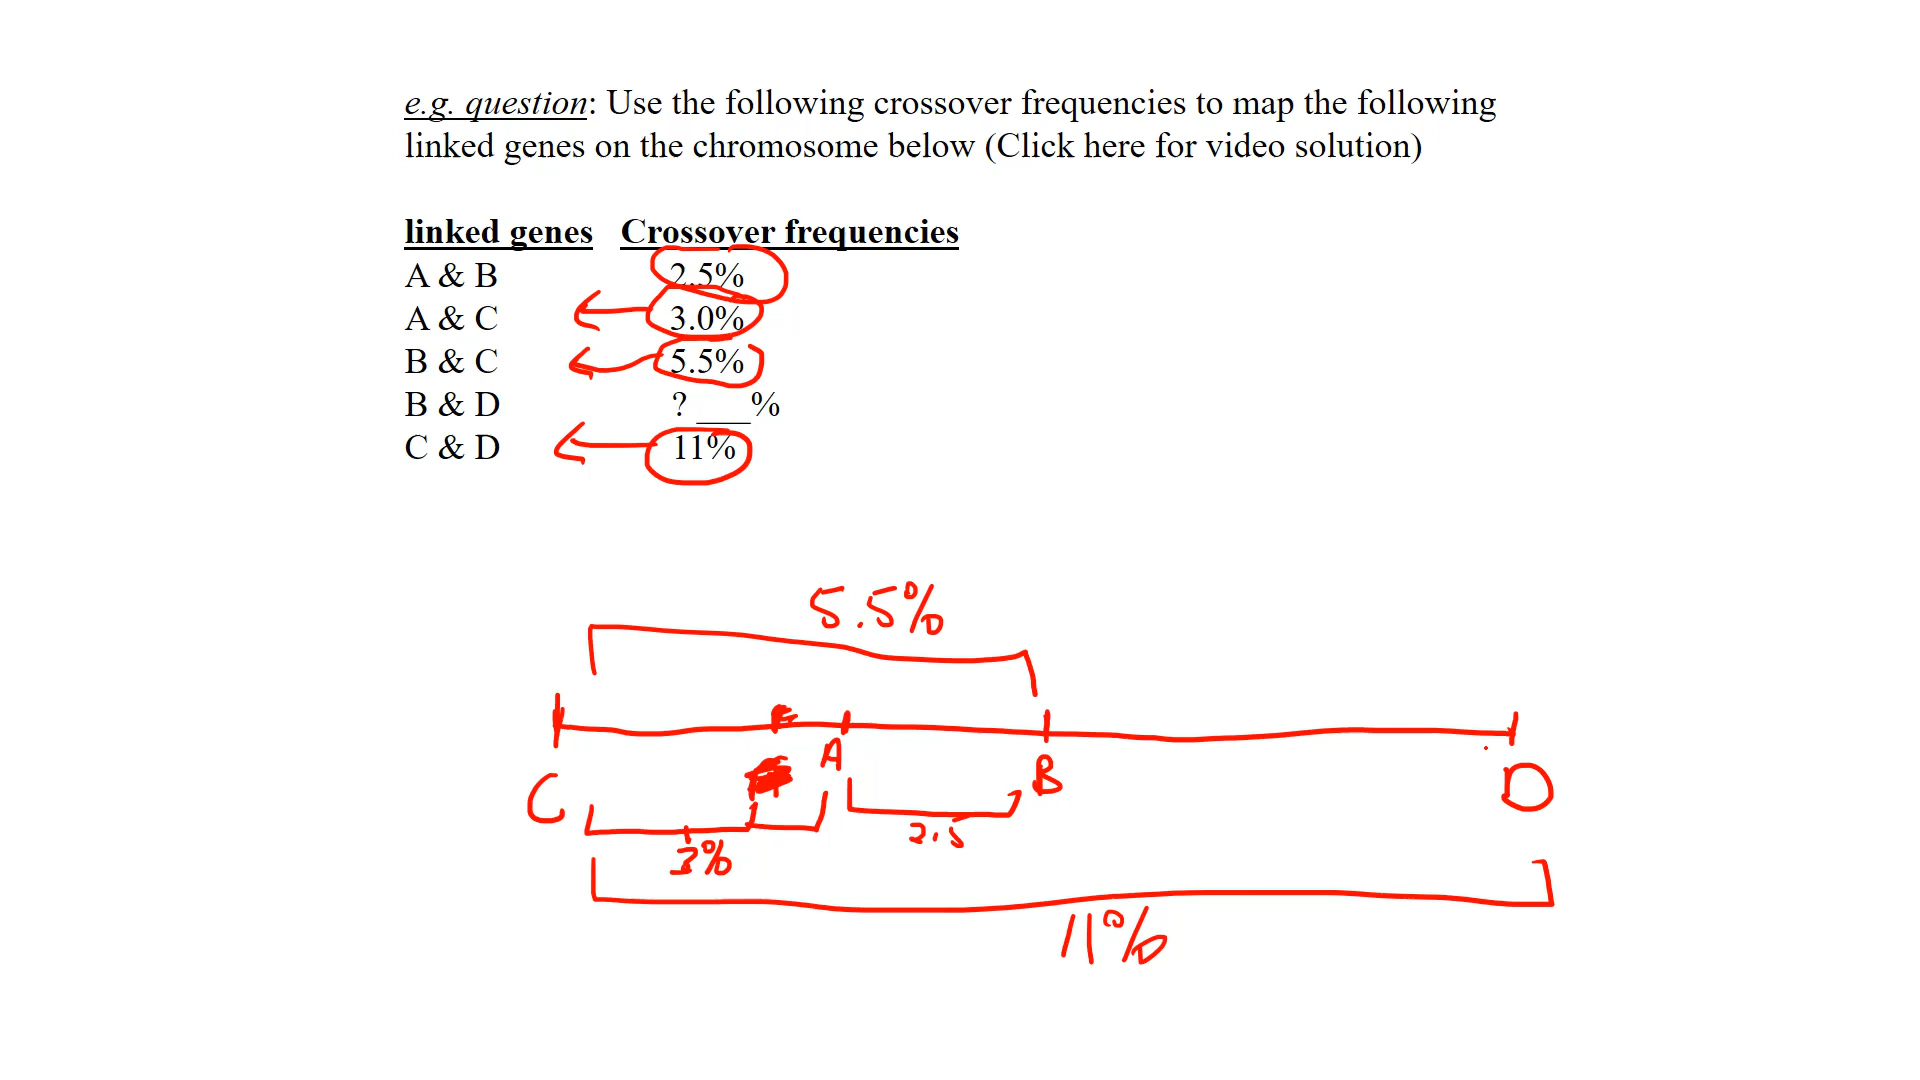 e.g. question: Use the following crossover frequencies to map the following
linked genes on the chromosome below (Click here for video solution)
linked genes Crossover frequencies
A & B 2.5%
A & C 3.0%
B & C 5.5%
B & D ? ___%
C & D 11%
5.5%
C A B D
3% 2.5
11%